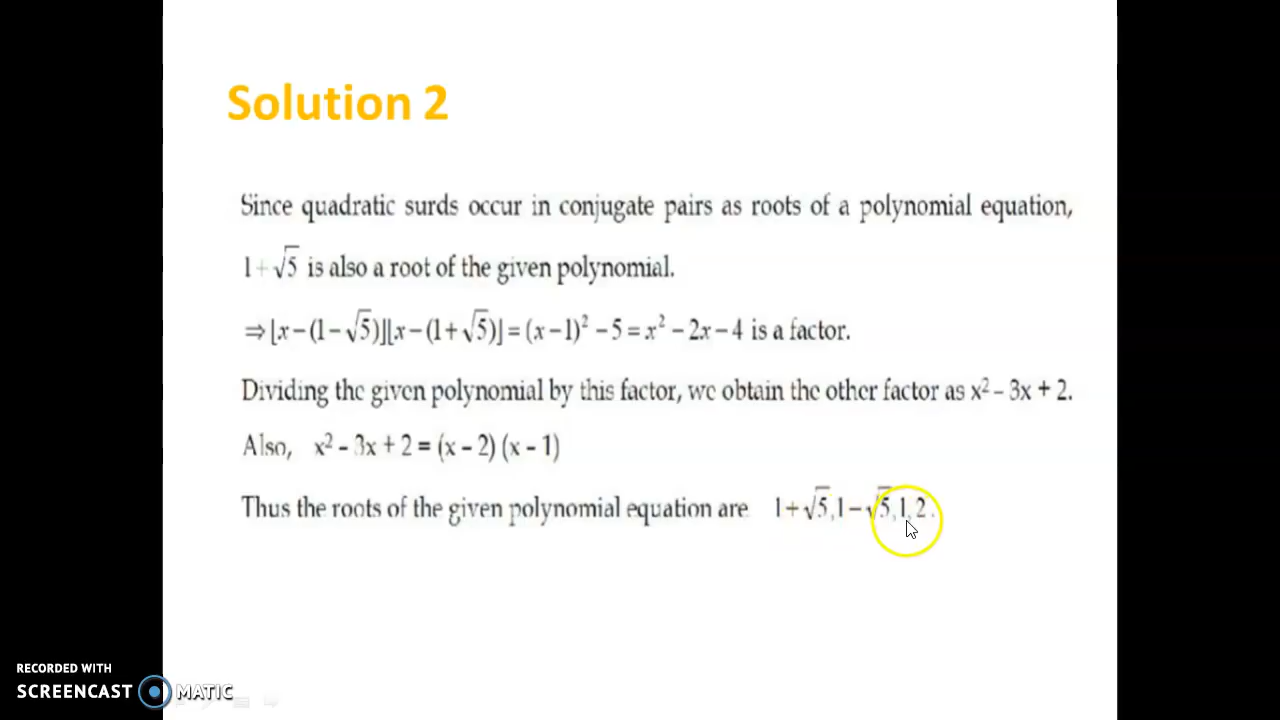 Solution 2
Since quadratic surds occur in conjugate pairs as roots of a polynomial equation,
1+√5 is also a root of the given polynomial.
⇒[x−(1−√5)][x−(1+√5)]=(x−1)²−5=x²−2x−4 is a factor.
Dividing the given polynomial by this factor, we obtain the other factor as x² – 3x + 2.
Also, x² – 3x + 2 = (x – 2) (x – 1)
Thus the roots of the given polynomial equation are 1+√5,1−√5,1,2.
RECORDED WITH
SCREENCAST MATIC